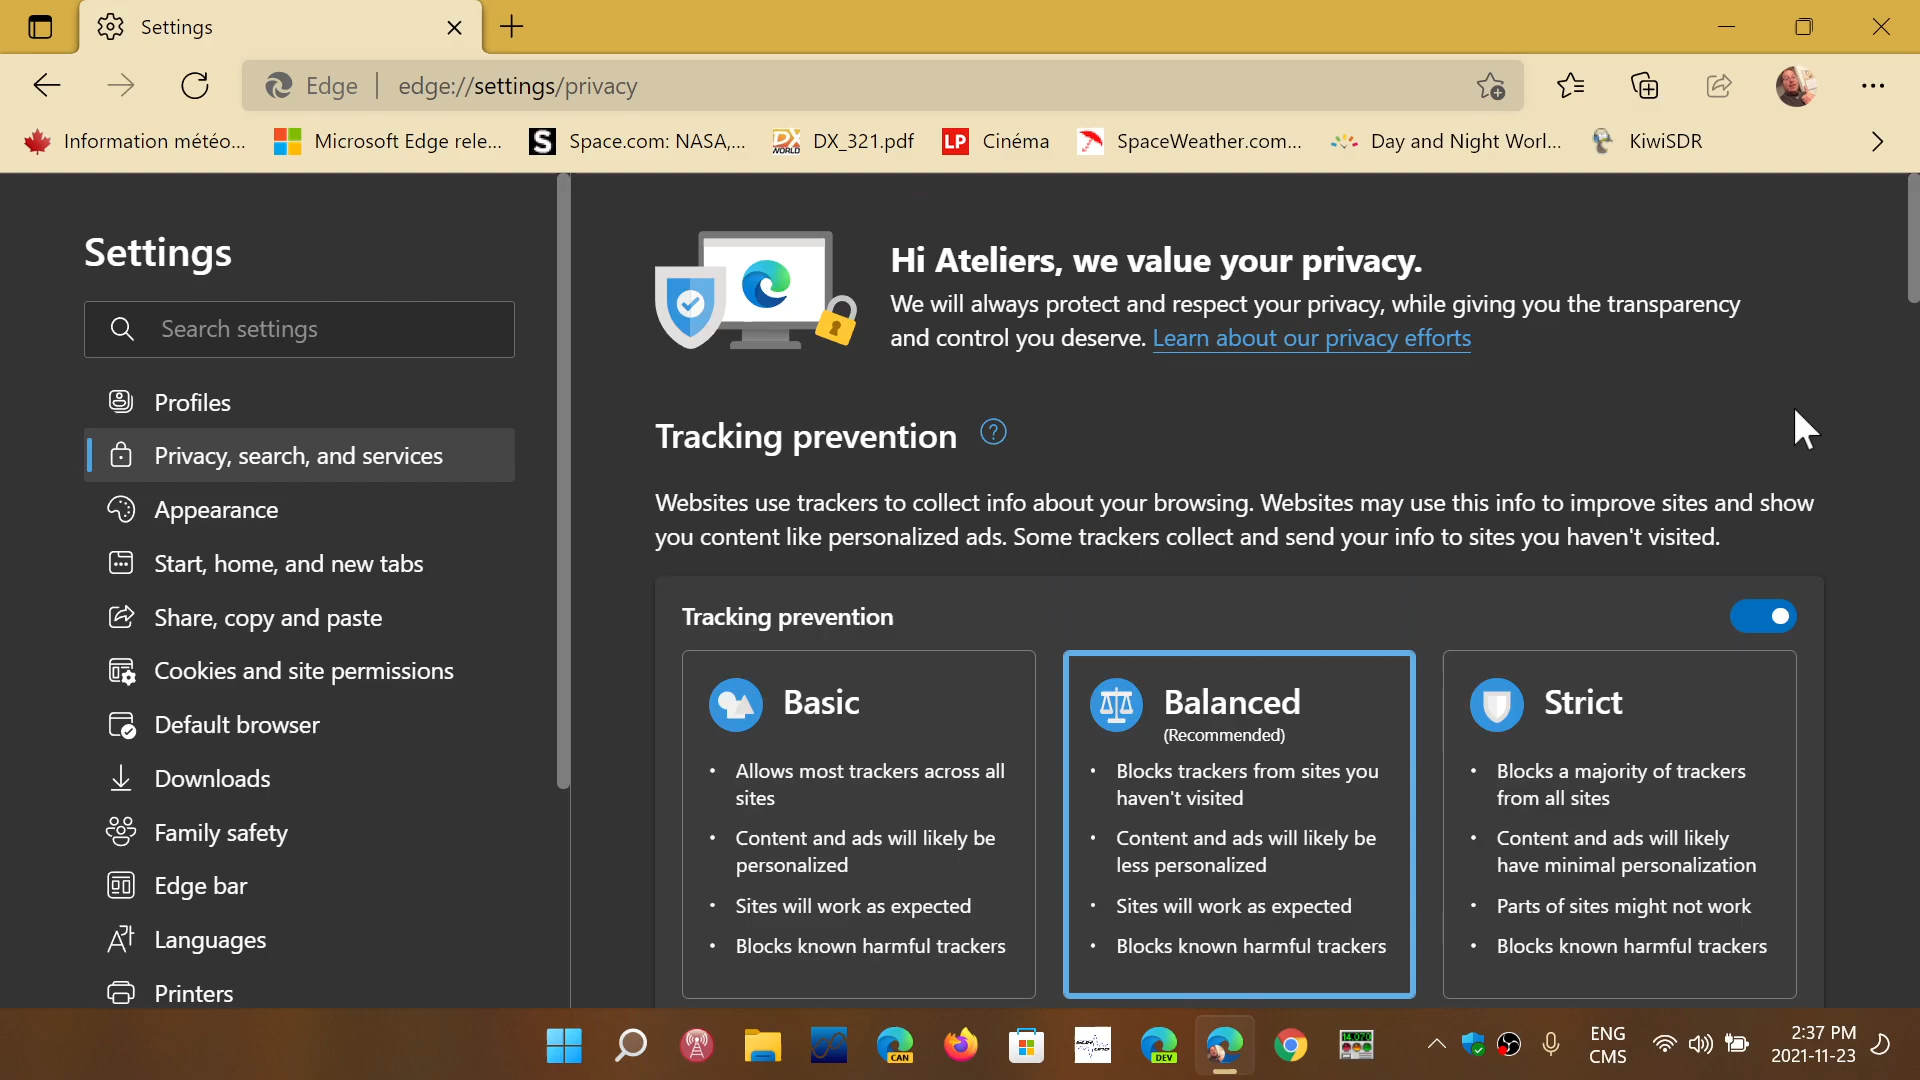 Settings
Edge
edge://settings/privacy
Information météo...
Microsoft Edge rele...
Space.com: NASA,...
DX_321.pdf
Cinéma
SpaceWeather.com...
Day and Night Worl...
KiwiSDR
S
DX
WORLD
LP
Settings
Search settings
Profiles
Privacy, search, and services
Appearance
Start, home, and new tabs
Share, copy and paste
Cookies and site permissions
Default browser
Downloads
Family safety
Edge bar
Languages
Printers
Hi Ateliers, we value your privacy.
We will always protect and respect your privacy, while giving you the transparency
and control you deserve. Learn about our privacy efforts
Tracking prevention
?
Websites use trackers to collect info about your browsing. Websites may use this info to improve sites and show
you content like personalized ads. Some trackers collect and send your info to sites you haven't visited.
Tracking prevention
Basic
• Allows most trackers across all
sites
• Content and ads will likely be
personalized
• Sites will work as expected
• Blocks known harmful trackers
Balanced
(Recommended)
• Blocks trackers from sites you
haven't visited
• Content and ads will likely be
less personalized
• Sites will work as expected
• Blocks known harmful trackers
Strict
• Blocks a majority of trackers
from all sites
• Content and ads will likely
have minimal personalization
• Parts of sites might not work
• Blocks known harmful trackers
CAN
DEV
14.070
ENG
CMS
2:37 PM
2021-11-23